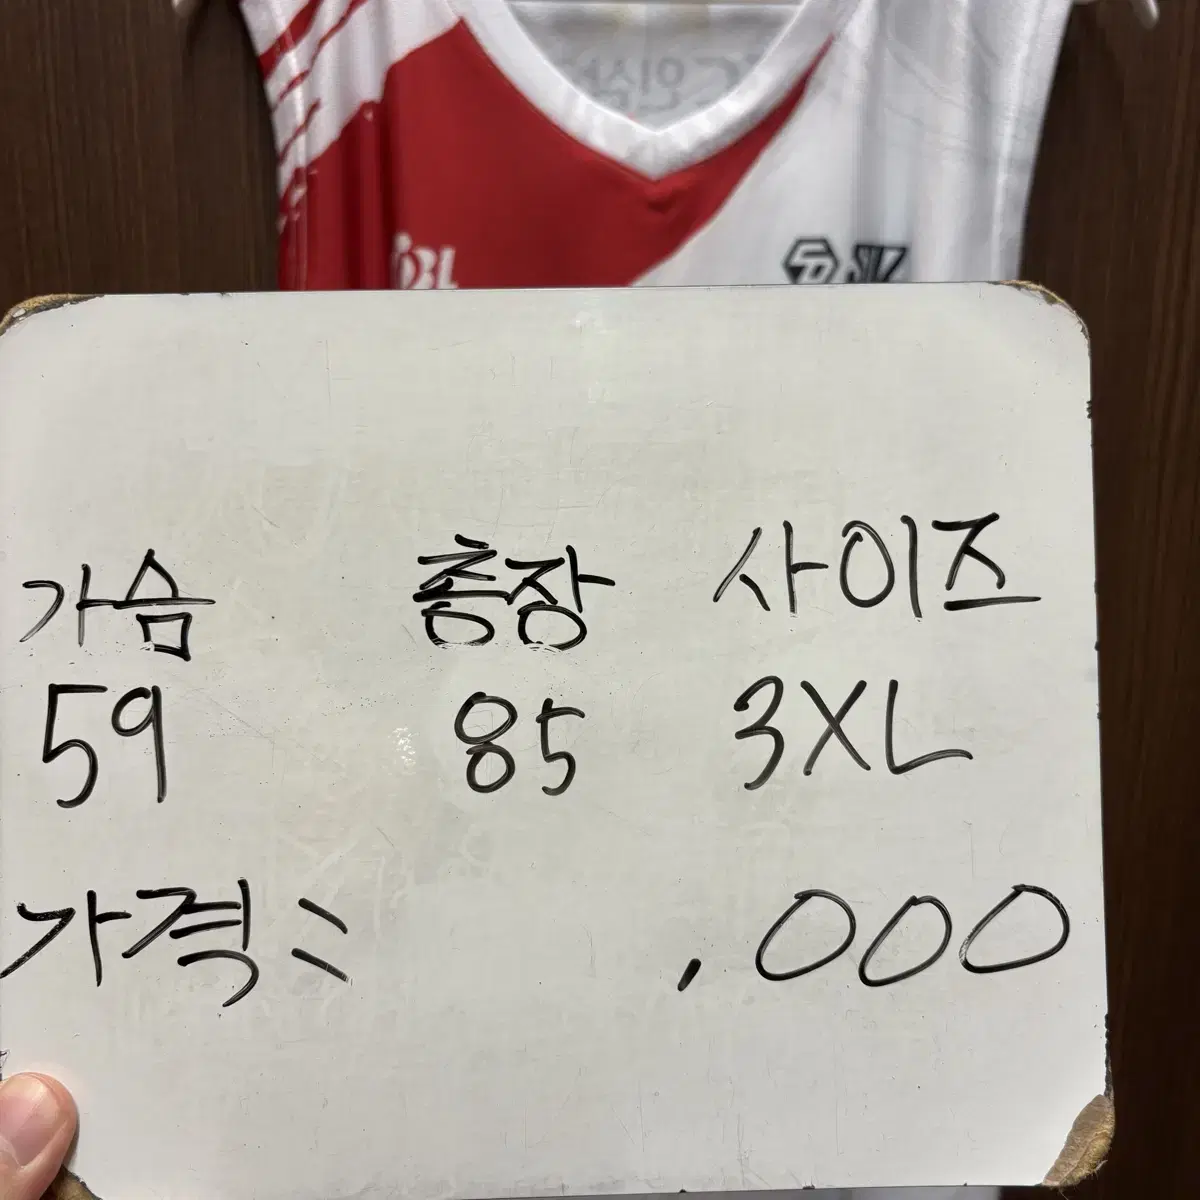 가슴 총장 사이즈
59 85 3XL
가격 : ,000